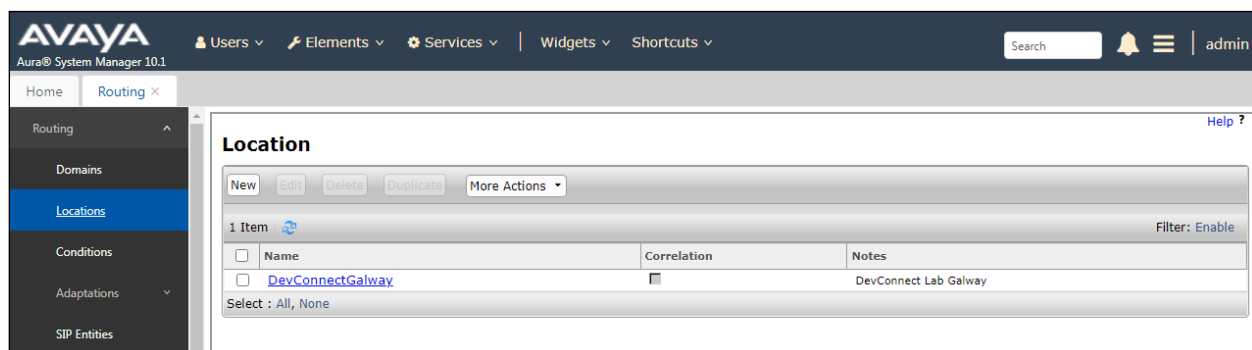 AVAYA
Aura® System Manager 10.1
Users Elements Services | Widgets Shortcuts Search | admin
Home Routing ×
Routing
Domains
Locations
Conditions
Adaptations
SIP Entities
Help ?
Location
New Edit Delete Duplicate More Actions
1 Item Filter: Enable
Name Correlation Notes
DevConnectGalway DevConnect Lab Galway
Select : All, None